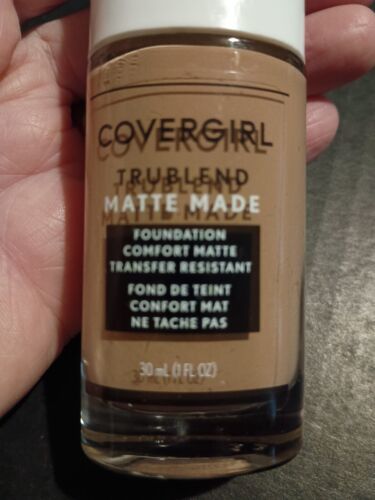 COVERGIRL
TRUBLEND
MATTE MADE
FOUNDATION
COMFORT MATTE
TRANSFER RESISTANT
FOND DE TEINT
CONFORT MAT
NE TACHE PAS
30 mL (1 FL OZ)